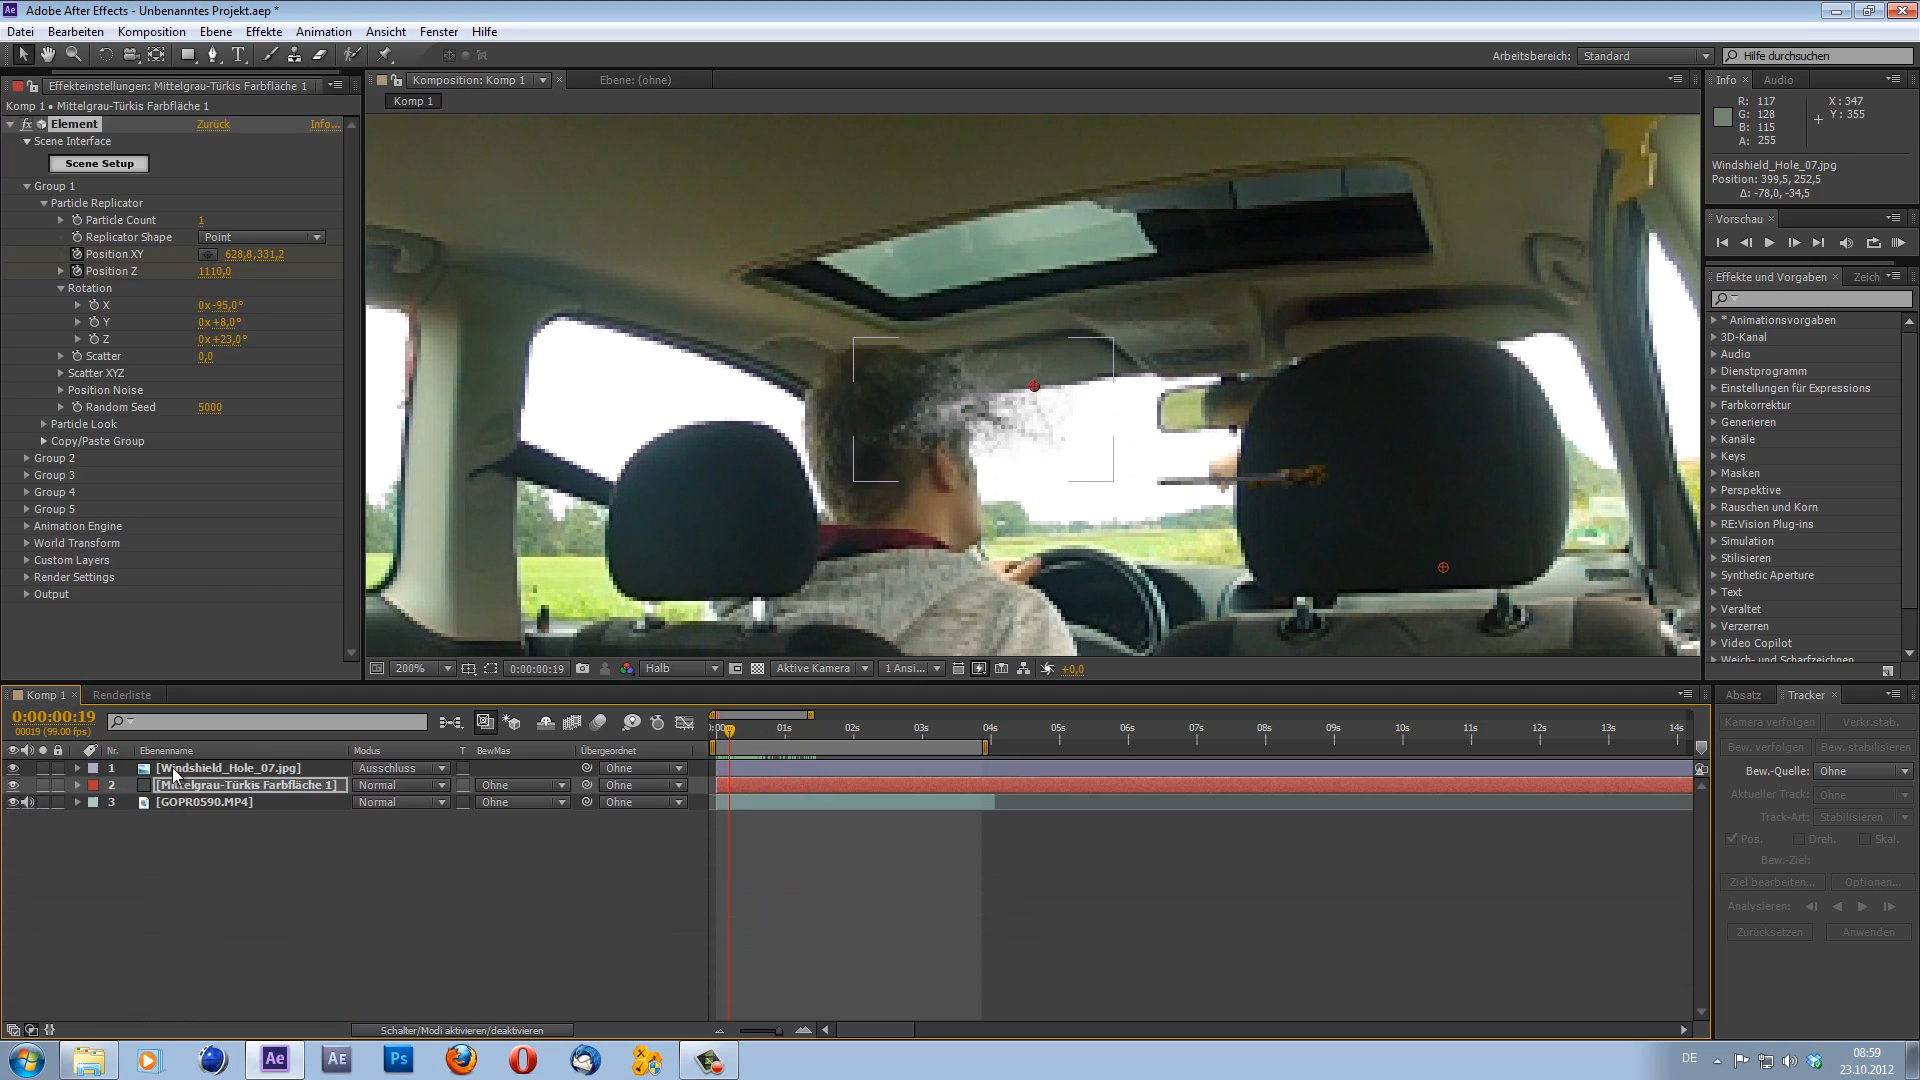 Adobe After Effects - Unbenanntes Projekt.aep *
Datei Bearbeiten Komposition Ebene Effekte Animation Ansicht Fenster Hilfe
Arbeitsbereich: Standard Hilfe durchsuchen
Effekteinstellungen: Mittelgrau-Türkis Farbfläche 1
Komp 1 • Mittelgrau-Türkis Farbfläche 1
fx Element Zurück Info...
Scene Interface
Scene Setup
Group 1
Particle Replicator
Particle Count 1
Replicator Shape Point
Position XY 628,8,331,2
Position Z 1110,0
Rotation
X 0x-95,0°
Y 0x+8,0°
Z 0x+23,0°
Scatter 0,0
Scatter XYZ
Position Noise
Random Seed 5000
Particle Look
Copy/Paste Group
Group 2
Group 3
Group 4
Group 5
Animation Engine
World Transform
Custom Layers
Render Settings
Output
Komposition: Komp 1 Ebene: (ohne)
Komp 1
200% 0:00:00:19 Halb Aktive Kamera 1 Ansi... +0,0
Info Audio
R: 117 X: 347
G: 128 Y: 355
B: 115
A: 255
Windshield_Hole_07.jpg
Position: 399,5, 252,5
Δ: -78,0, -34,5
Vorschau
Effekte und Vorgaben Zeich
* Animationsvorgaben
3D-Kanal
Audio
Dienstprogramm
Einstellungen für Expressions
Farbkorrektur
Generieren
Kanäle
Keys
Masken
Perspektive
Rauschen und Korn
RE:Vision Plug-ins
Simulation
Stilisieren
Synthetic Aperture
Text
Veraltet
Verzerren
Video Copilot
Weich- und Scharfzeichnen
Komp 1 Renderliste
0:00:00:19
00019 (99.00 fps)
Nr. Ebenenname Modus T BewMas Übergeordnet
1 [Windshield_Hole_07.jpg] Ausschluss Ohne
2 [Mittelgrau-Türkis Farbfläche 1] Normal Ohne Ohne
3 [GOPR0590.MP4] Normal Ohne Ohne
01s 02s 03s 04s 05s 06s 07s 08s 09s 10s 11s 12s 13s 14s
Schalter/Modi aktivieren/deaktivieren
Absatz Tracker
Kamera verfolgen Verkr.stab.
Bew. verfolgen Bew. stabilisieren
Bew.-Quelle: Ohne
Aktueller Track: Ohne
Track-Art: Stabilisieren
Pos. Dreh. Skal.
Bew.-Ziel:
Ziel bearbeiten... Optionen...
Analysieren:
Zurücksetzen Anwenden
Ae AE Ps
DE
08:59
23.10.2012